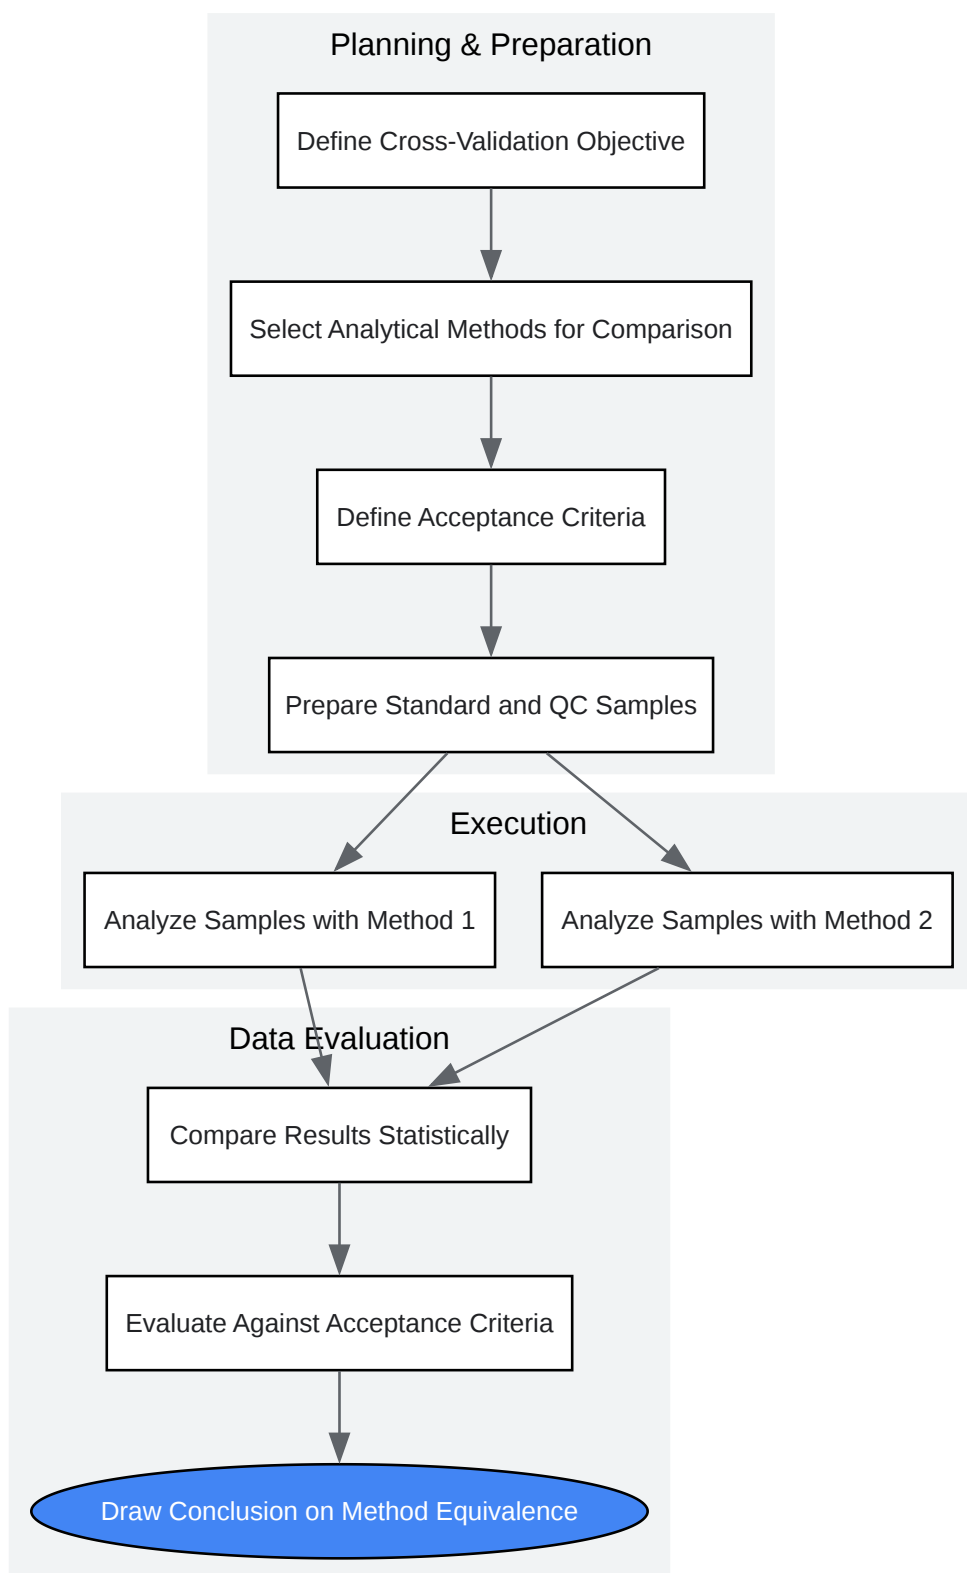 Planning & Preparation
Define Cross-Validation Objective
Select Analytical Methods for Comparison
Define Acceptance Criteria
Prepare Standard and QC Samples
Execution
Analyze Samples with Method 1
Analyze Samples with Method 2
Data Evaluation
Compare Results Statistically
Evaluate Against Acceptance Criteria
Draw Conclusion on Method Equivalence